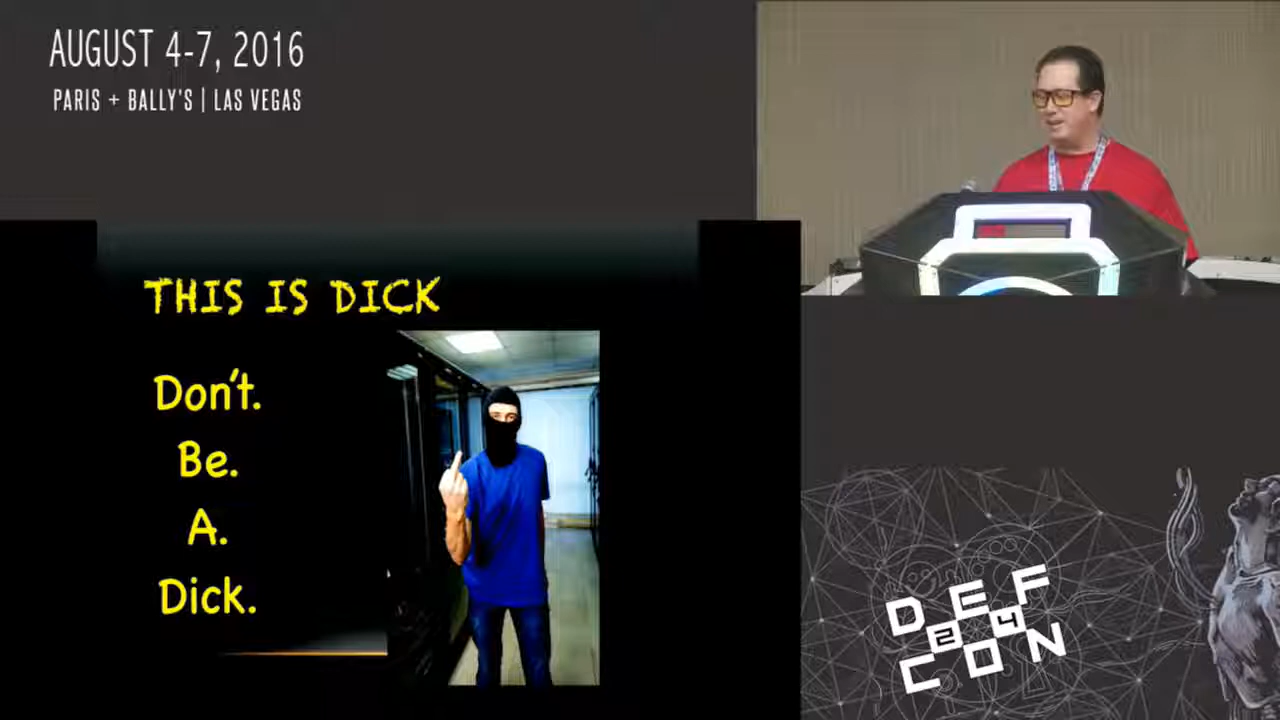 AUGUST 4-7, 2016
PARIS + BALLY'S | LAS VEGAS
THIS IS DICK
Don't.
Be.
A.
Dick.
DEF
24
CON